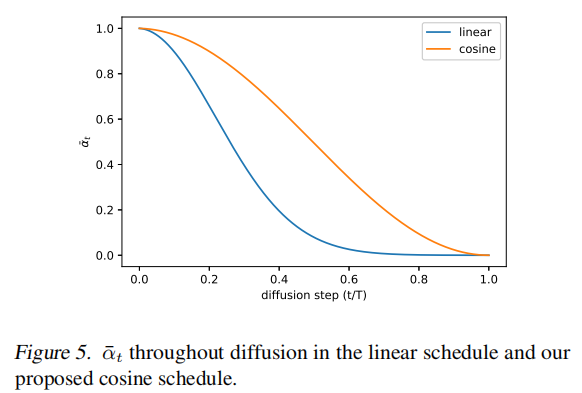 1.0
0.8
0.6
0.4
0.2
0.0
ᾱₜ
linear
cosine
0.0 0.2 0.4 0.6 0.8 1.0
diffusion step (t/T)
Figure 5. ᾱₜ throughout diffusion in the linear schedule and our
proposed cosine schedule.